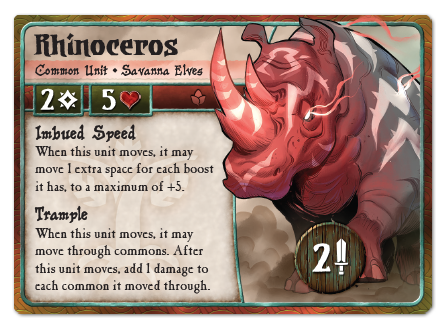 Rhinoceros
Common Unit • Savanna Elves
2 5
Imbued Speed
When this unit moves, it may
move 1 extra space for each boost
it has, to a maximum of +5.
Trample
When this unit moves, it may
move through commons. After
this unit moves, add 1 damage to
each common it moved through.
2